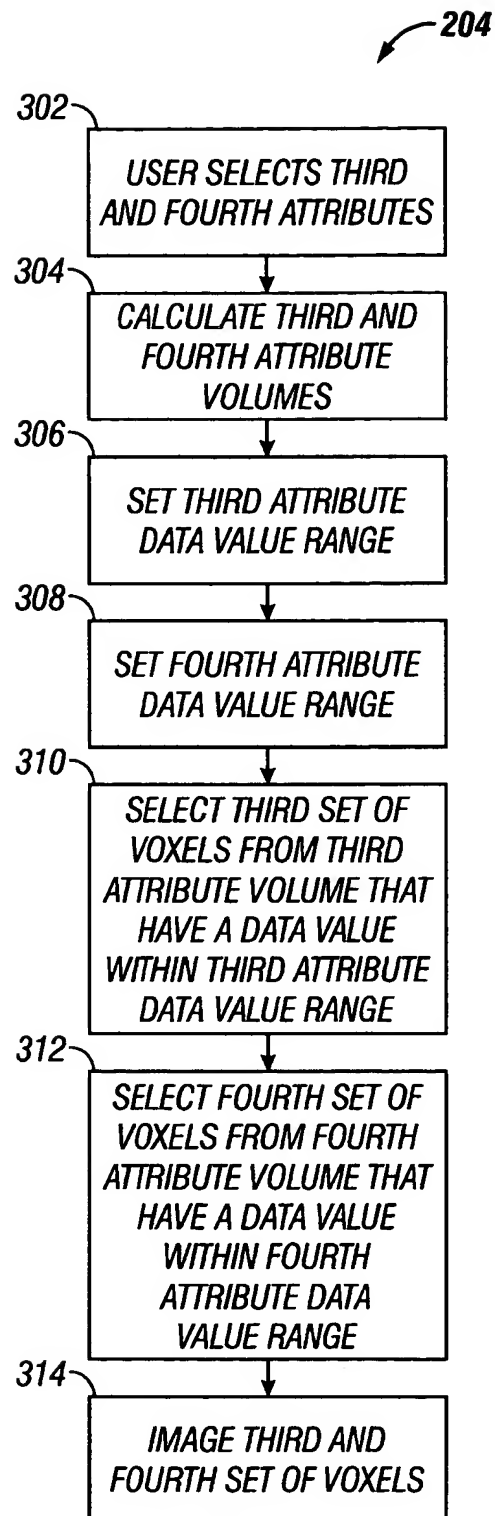 204
302
USER SELECTS THIRD
AND FOURTH ATTRIBUTES
304
CALCULATE THIRD AND
FOURTH ATTRIBUTE
VOLUMES
306
SET THIRD ATTRIBUTE
DATA VALUE RANGE
308
SET FOURTH ATTRIBUTE
DATA VALUE RANGE
310
SELECT THIRD SET OF
VOXELS FROM THIRD
ATTRIBUTE VOLUME THAT
HAVE A DATA VALUE
WITHIN THIRD ATTRIBUTE
DATA VALUE RANGE
312
SELECT FOURTH SET OF
VOXELS FROM FOURTH
ATTRIBUTE VOLUME THAT
HAVE A DATA VALUE
WITHIN FOURTH
ATTRIBUTE DATA
VALUE RANGE
314
IMAGE THIRD AND
FOURTH SET OF VOXELS